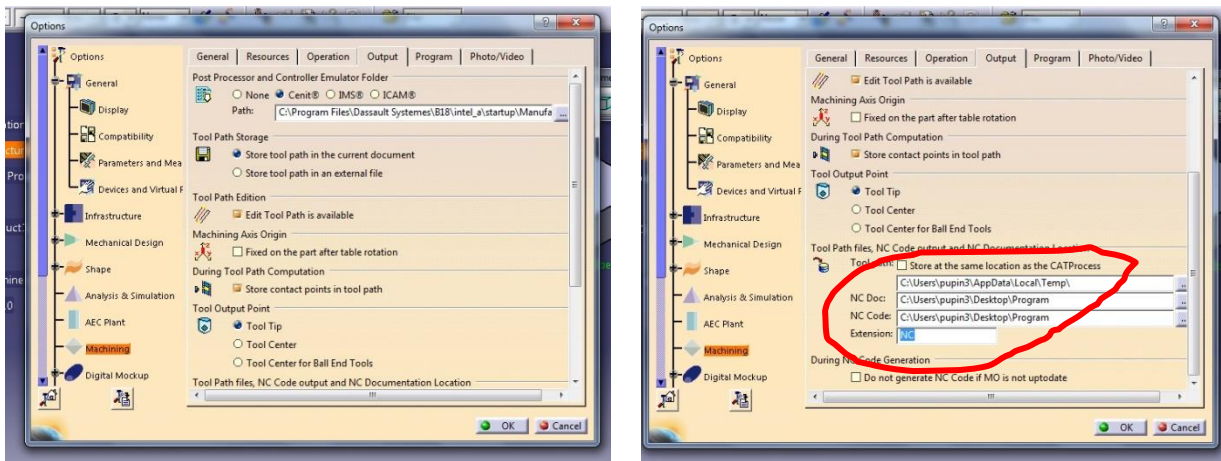 Options
Options
General
Display
Compatibility
Parameters and Mea
Devices and Virtual F
Infrastructure
Mechanical Design
Shape
Analysis & Simulation
AEC Plant
Machining
Digital Mockup
General Resources Operation Output Program Photo/Video
Post Processor and Controller Emulator Folder
None Cenit® IMS® ICAM®
Path: C:\Program Files\Dassault Systemes\B18\intel_a\startup\Manufa ...
Tool Path Storage
Store tool path in the current document
Store tool path in an external file
Tool Path Edition
Edit Tool Path is available
Machining Axis Origin
Fixed on the part after table rotation
During Tool Path Computation
Store contact points in tool path
Tool Output Point
Tool Tip
Tool Center
Tool Center for Ball End Tools
Tool Path files, NC Code output and NC Documentation Location
OK Cancel
Options
Options
General
Display
Compatibility
Parameters and Mea
Devices and Virtual F
Infrastructure
Mechanical Design
Shape
Analysis & Simulation
AEC Plant
Machining
Digital Mockup
General Resources Operation Output Program Photo/Video
Edit Tool Path is available
Machining Axis Origin
Fixed on the part after table rotation
During Tool Path Computation
Store contact points in tool path
Tool Output Point
Tool Tip
Tool Center
Tool Center for Ball End Tools
Tool Path files, NC Code output and NC Documentation Location
Tool Store at the same location as the CATProcess
C:\Users\pupin3\AppData\Local\Temp\ ..
NC Doc: C:\Users\pupin3\Desktop\Program ..
NC Code: C:\Users\pupin3\Desktop\Program ..
Extension: NC
During NC Code Generation
Do not generate NC Code if MO is not uptodate
OK Cancel